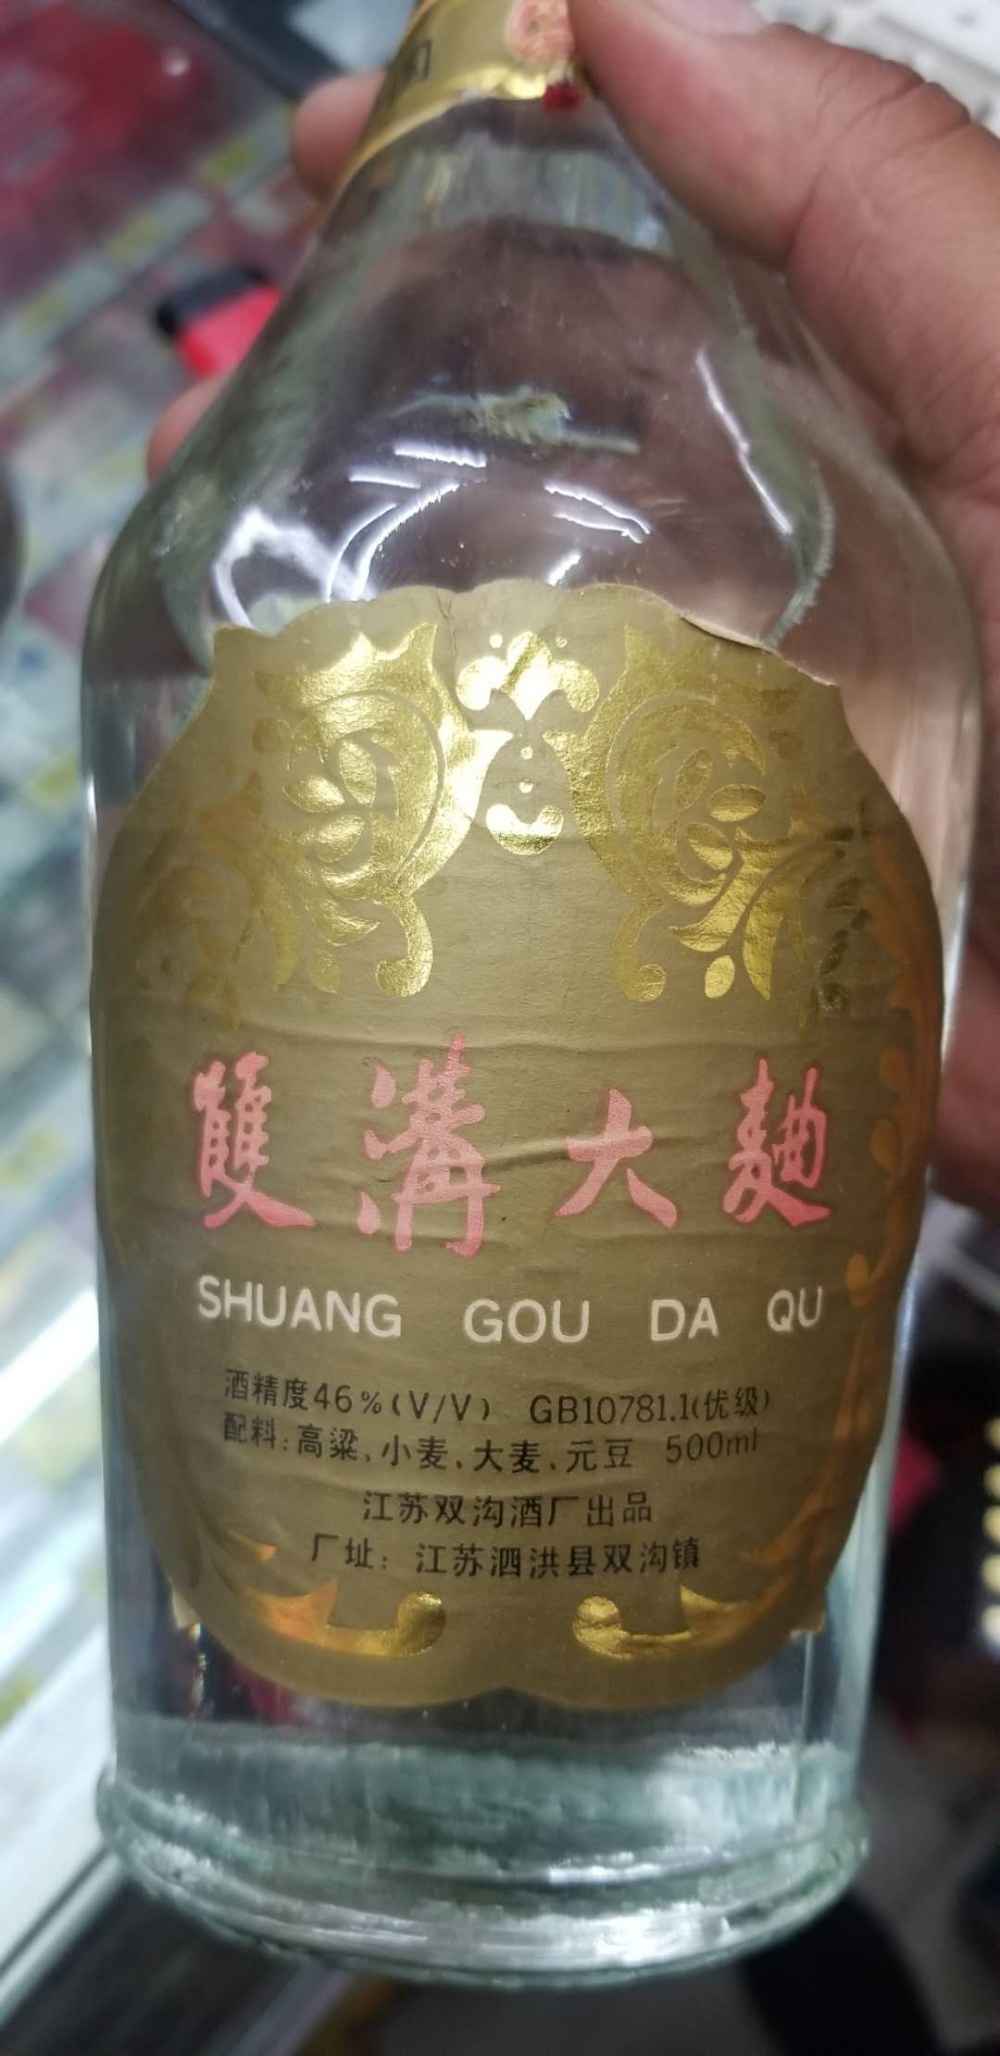 雙溝大麯
SHUANG GOU DA QU
酒精度46%(V/V) GB10781.1(优级)
配料:高粱、小麦、大麦、元豆 500ml
江苏双沟酒厂出品
厂址:江苏泗洪县双沟镇